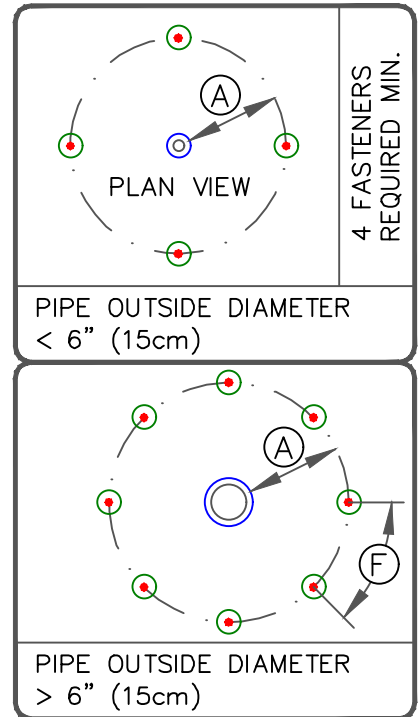 A
PLAN VIEW
4 FASTENERS
REQUIRED MIN.
PIPE OUTSIDE DIAMETER
< 6” (15cm)
A
F
PIPE OUTSIDE DIAMETER
> 6” (15cm)